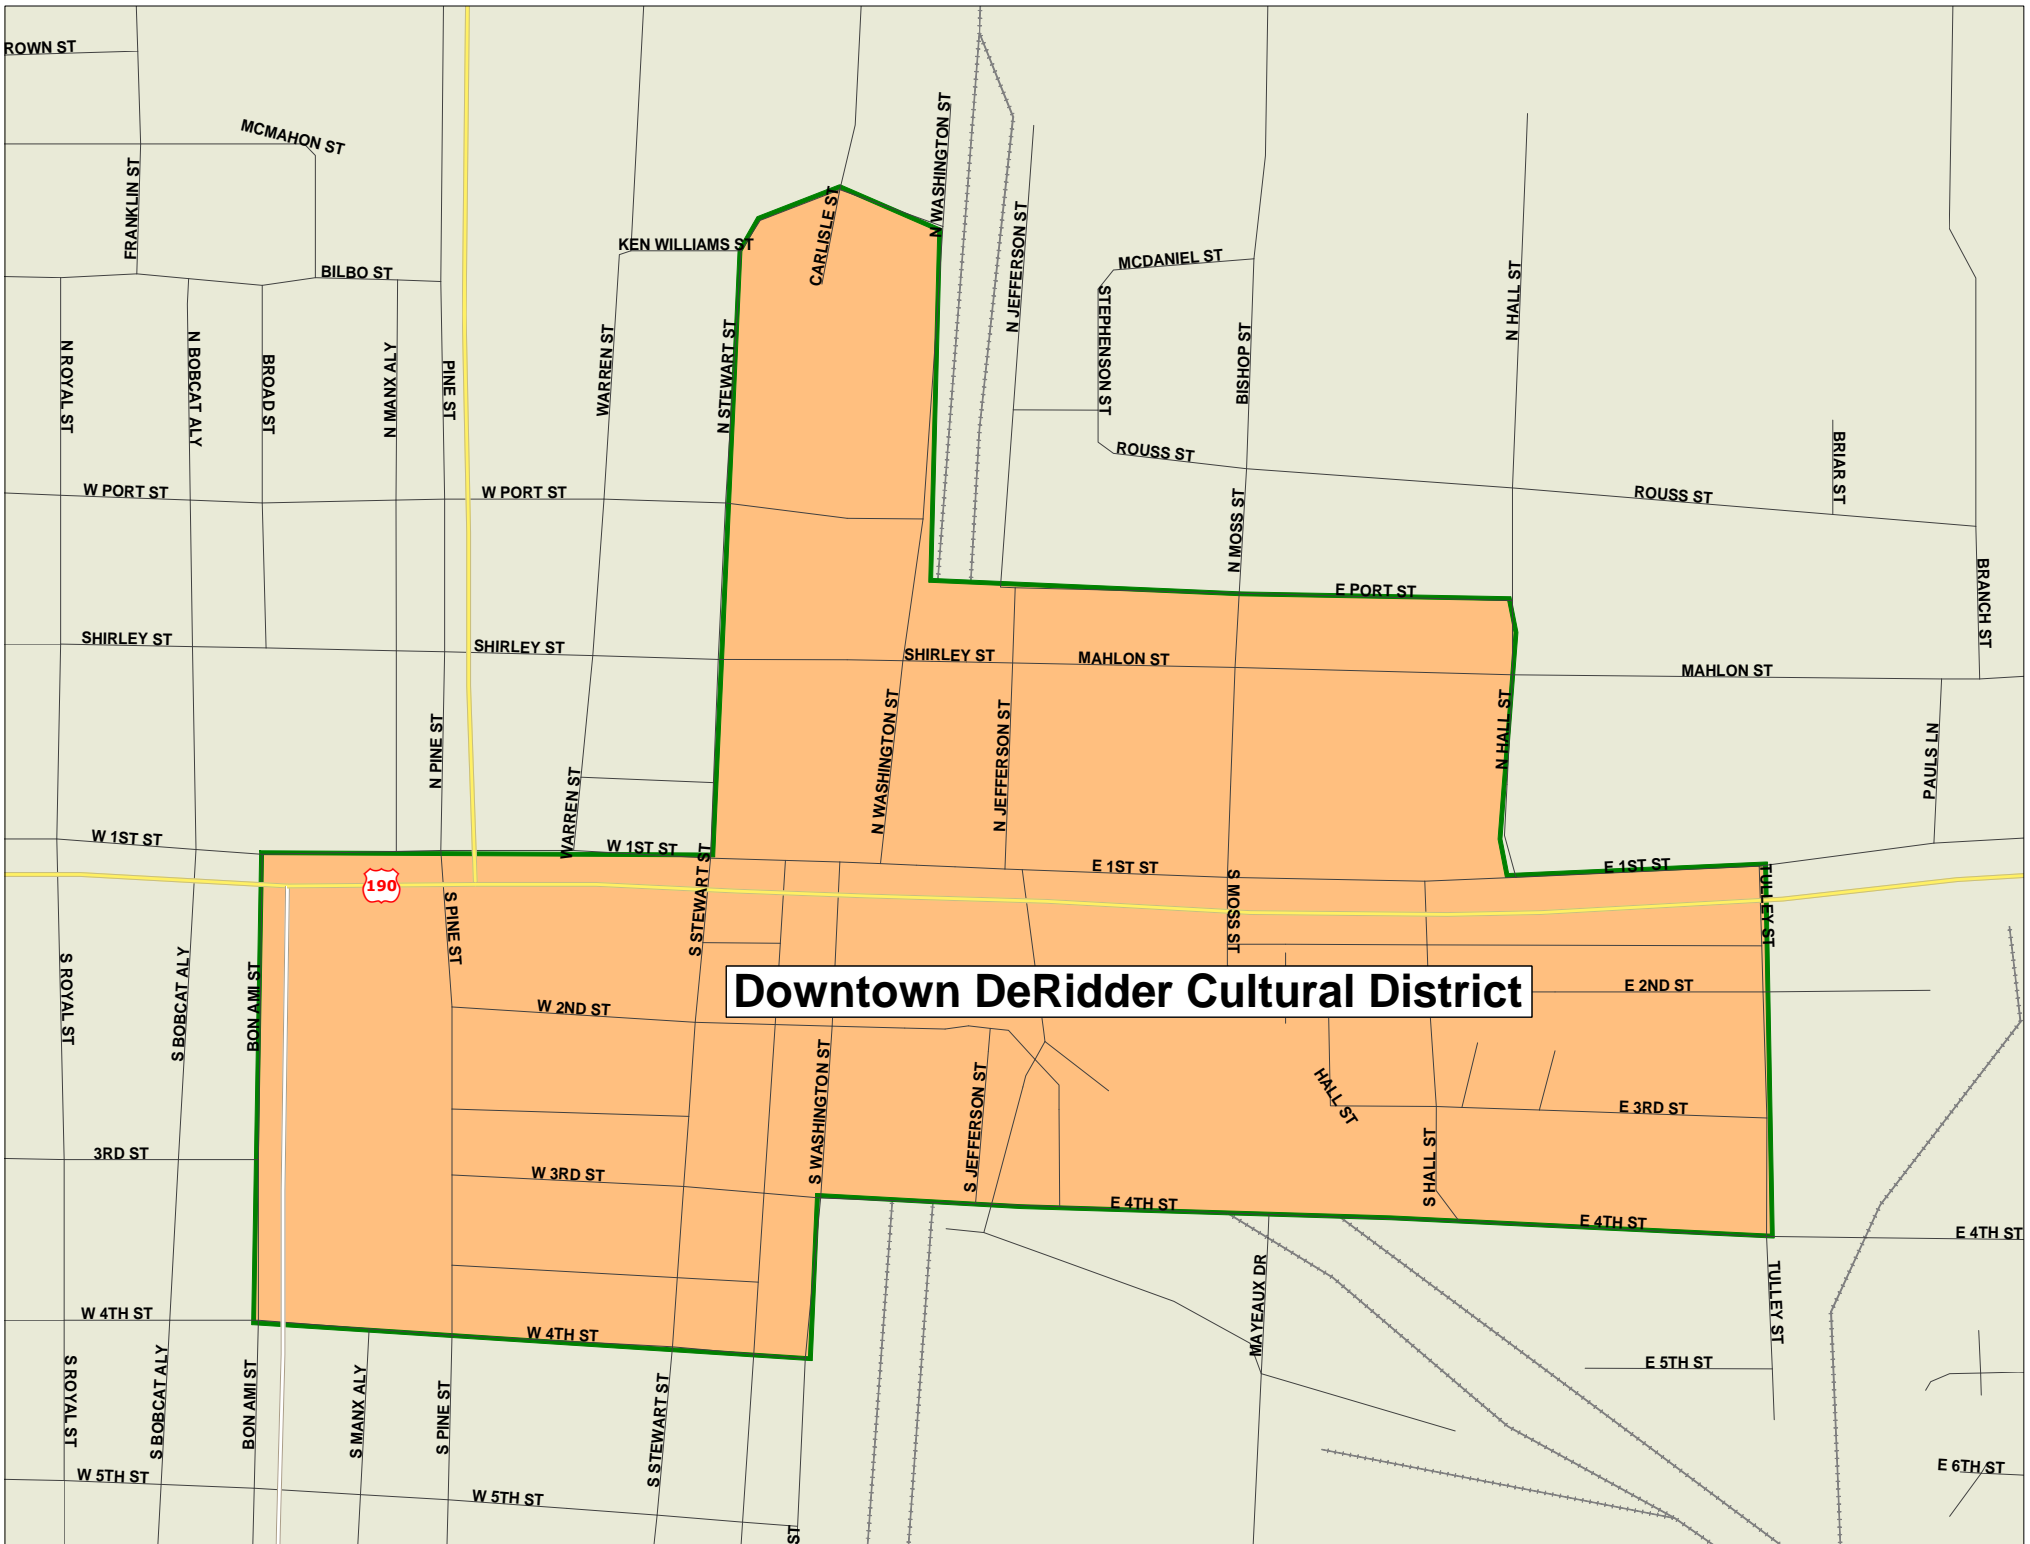 ROWN ST
MCMAHON ST
FRANKLIN ST
N WASHINGTON ST
CARLISLE ST
KEN WILLIAMS ST
N JEFFERSON ST
MCDANIEL ST
BILBO ST
STEPHENSON ST
N HALL ST
BISHOP ST
N ROYAL ST
N BOBCAT ALY
BROAD ST
N MANX ALY
PINE ST
WARREN ST
N STEWART ST
ROUSS ST
BRIAR ST
W PORT ST
W PORT ST
ROUSS ST
N MOSS ST
E PORT ST
BRANCH ST
SHIRLEY ST
SHIRLEY ST
SHIRLEY ST
MAHLON ST
MAHLON ST
N PINE ST
WARREN ST
N WASHINGTON ST
N JEFFERSON ST
N HALL ST
PAULS LN
W 1ST ST
W 1ST ST
E 1ST ST
E 1ST ST
190
S PINE ST
S STEWART ST
S MOSS ST
TULLEY ST
S ROYAL ST
S BOBCAT ALY
BON AMI ST
Downtown DeRidder Cultural District
E 2ND ST
W 2ND ST
S WASHINGTON ST
S JEFFERSON ST
HALL ST
E 3RD ST
3RD ST
W 3RD ST
S HALL ST
E 4TH ST
E 4TH ST
E 4TH ST
W 4TH ST
W 4TH ST
MAYEAUX DR
TULLEY ST
E 5TH ST
S ROYAL ST
S BOBCAT ALY
BON AMI ST
S MANX ALY
S PINE ST
S STEWART ST
E 6TH ST
W 5TH ST
W 5TH ST
ST